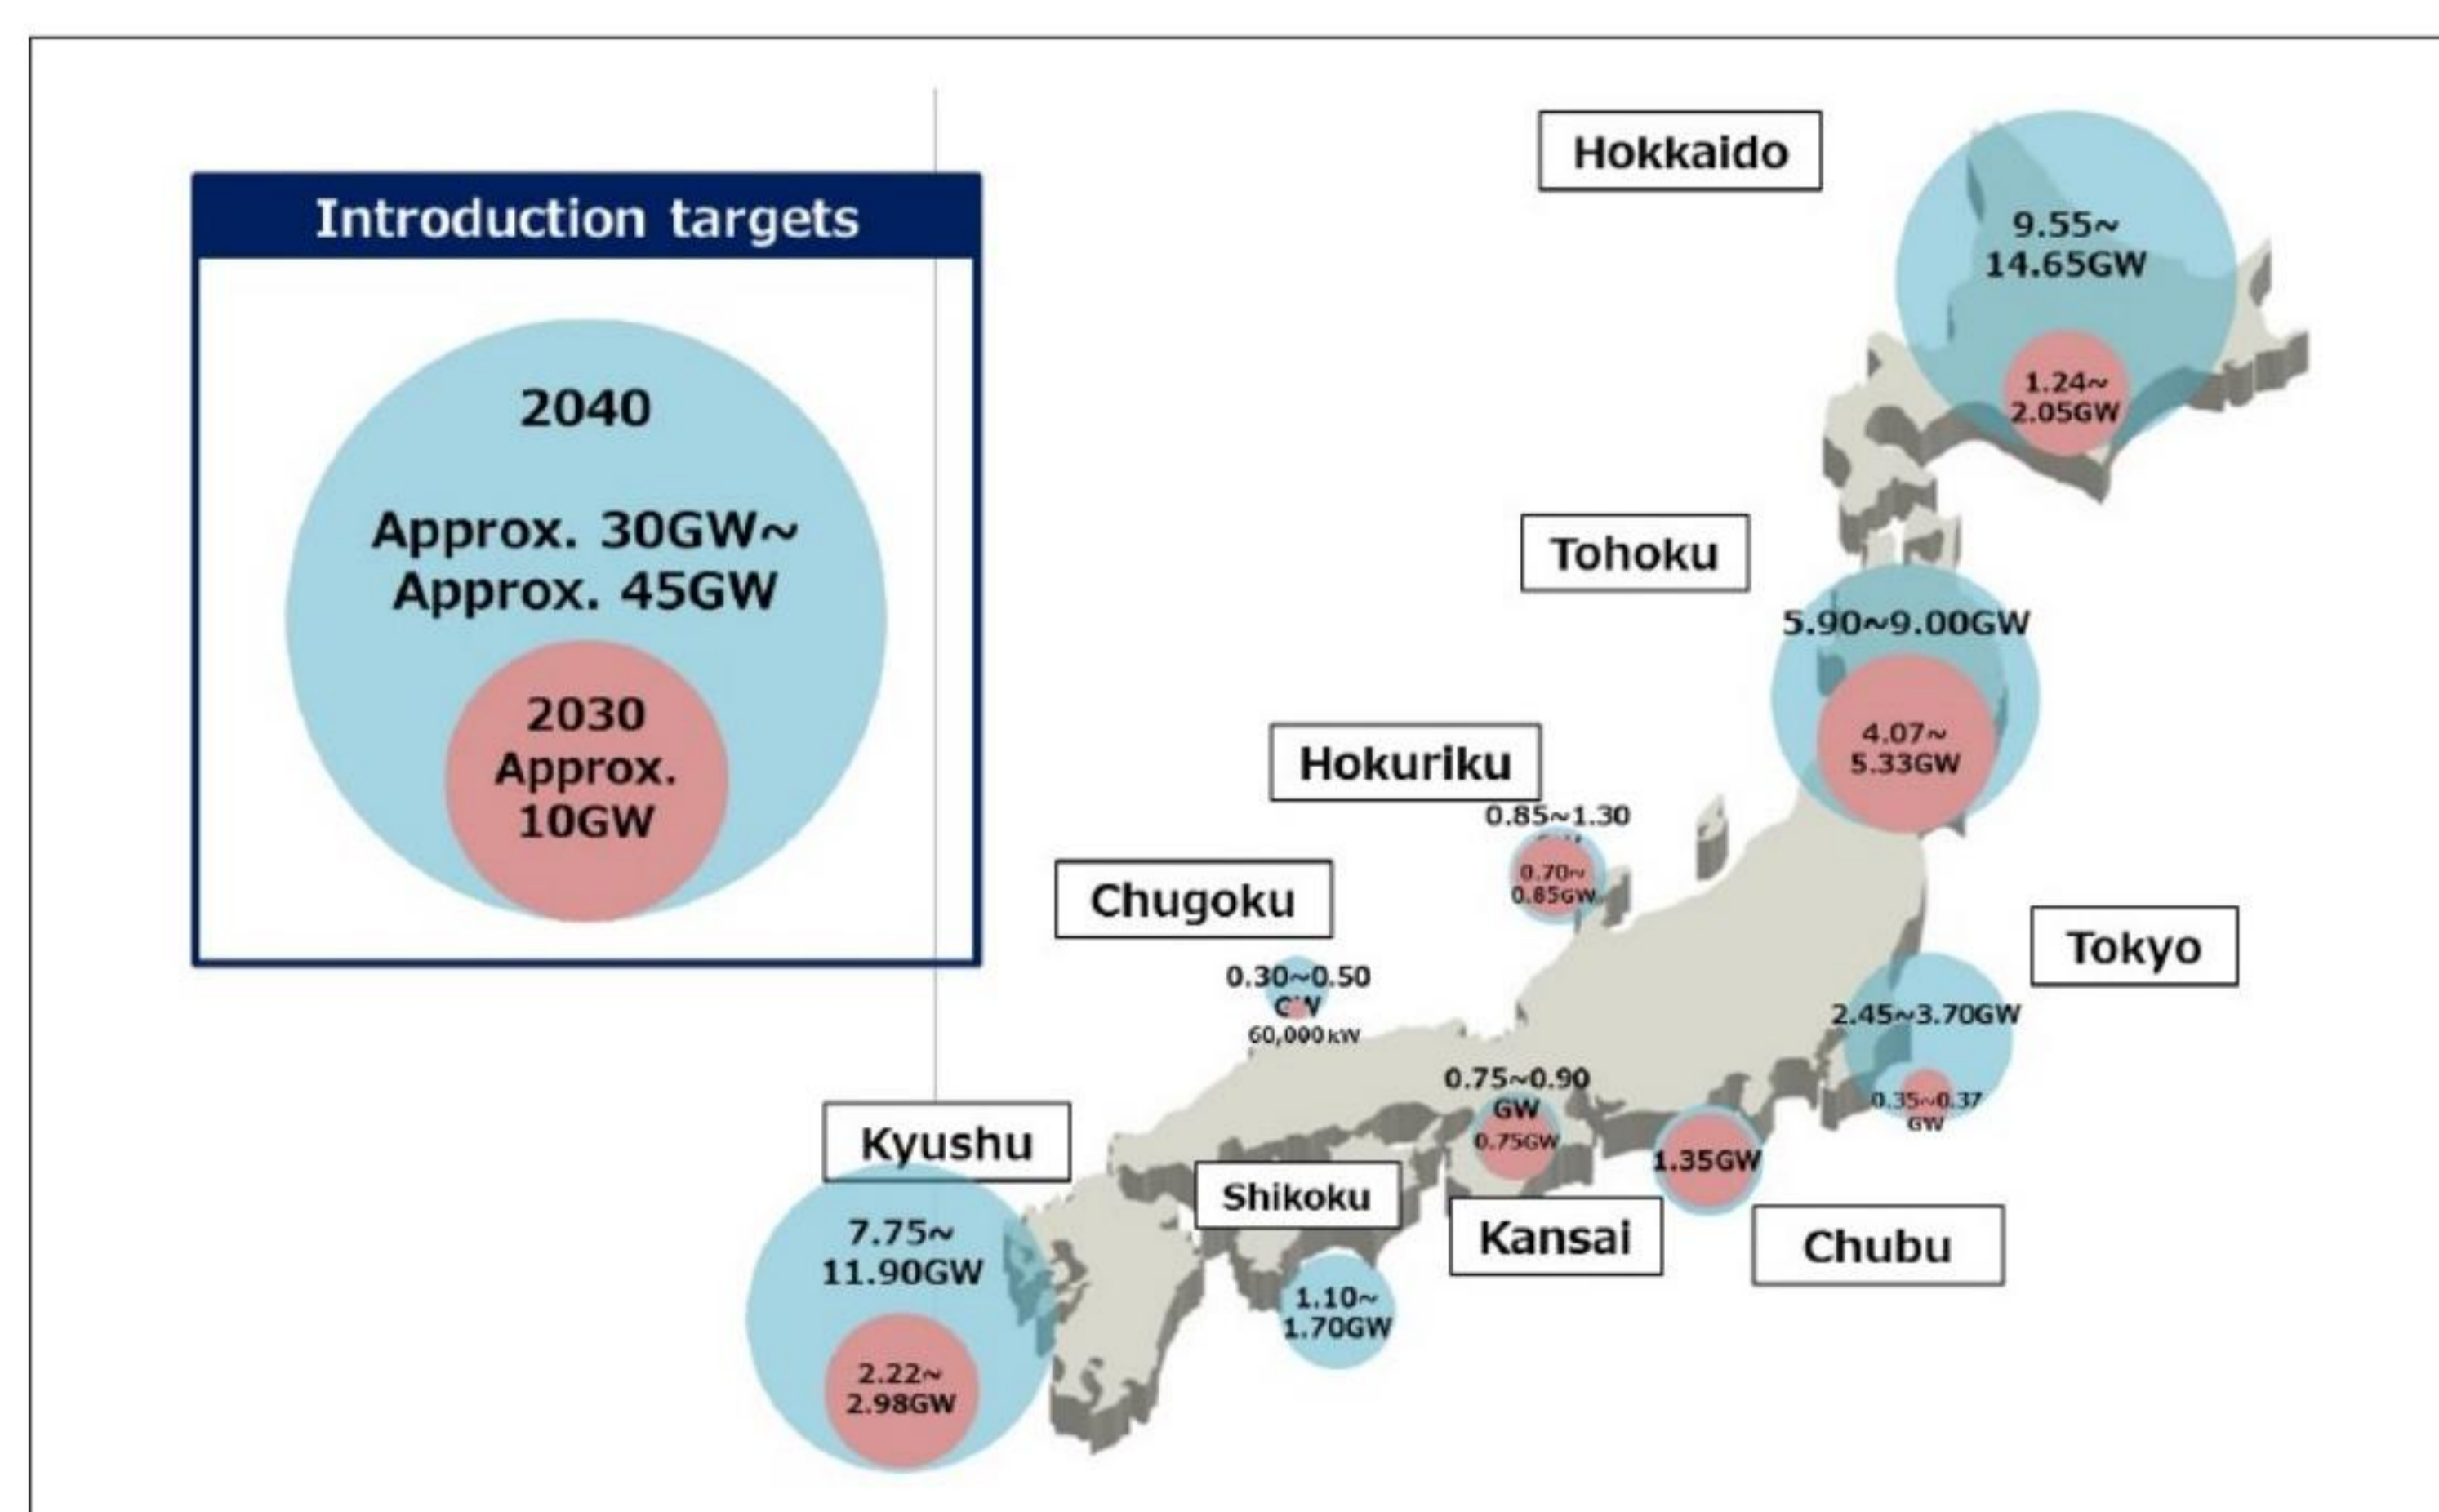 Introduction targets
2040
Approx. 30GW~
Approx. 45GW
2030
Approx.
10GW
Hokkaido
9.55~
14.65GW
1.24~
2.05GW
Tohoku
5.90~9.00GW
4.07~
5.33GW
Hokuriku
0.85~1.30
0.70~
0.85GW
Chugoku
0.30~0.50
GW
60,000kW
Tokyo
2.45~3.70GW
0.35~0.37
GW
Kyushu
7.75~
11.90GW
2.22~
2.98GW
Shikoku
1.10~
1.70GW
0.75~0.90
GW
0.75GW
Kansai
1.35GW
Chubu